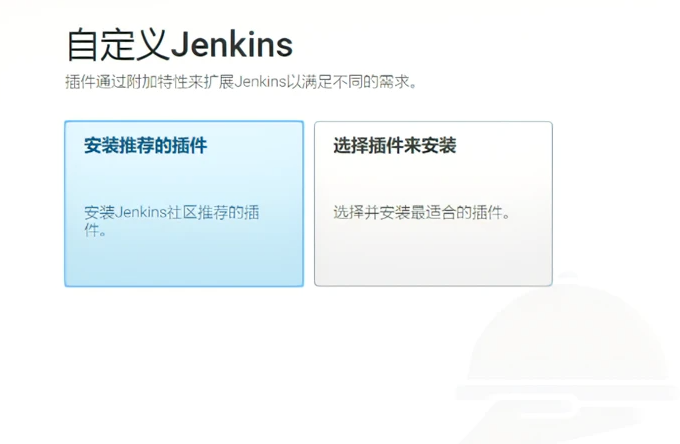 自定义Jenkins
插件通过附加特性来扩展Jenkins以满足不同的需求。
安装推荐的插件
安装Jenkins社区推荐的插
件。
选择插件来安装
选择并安装最适合的插件。